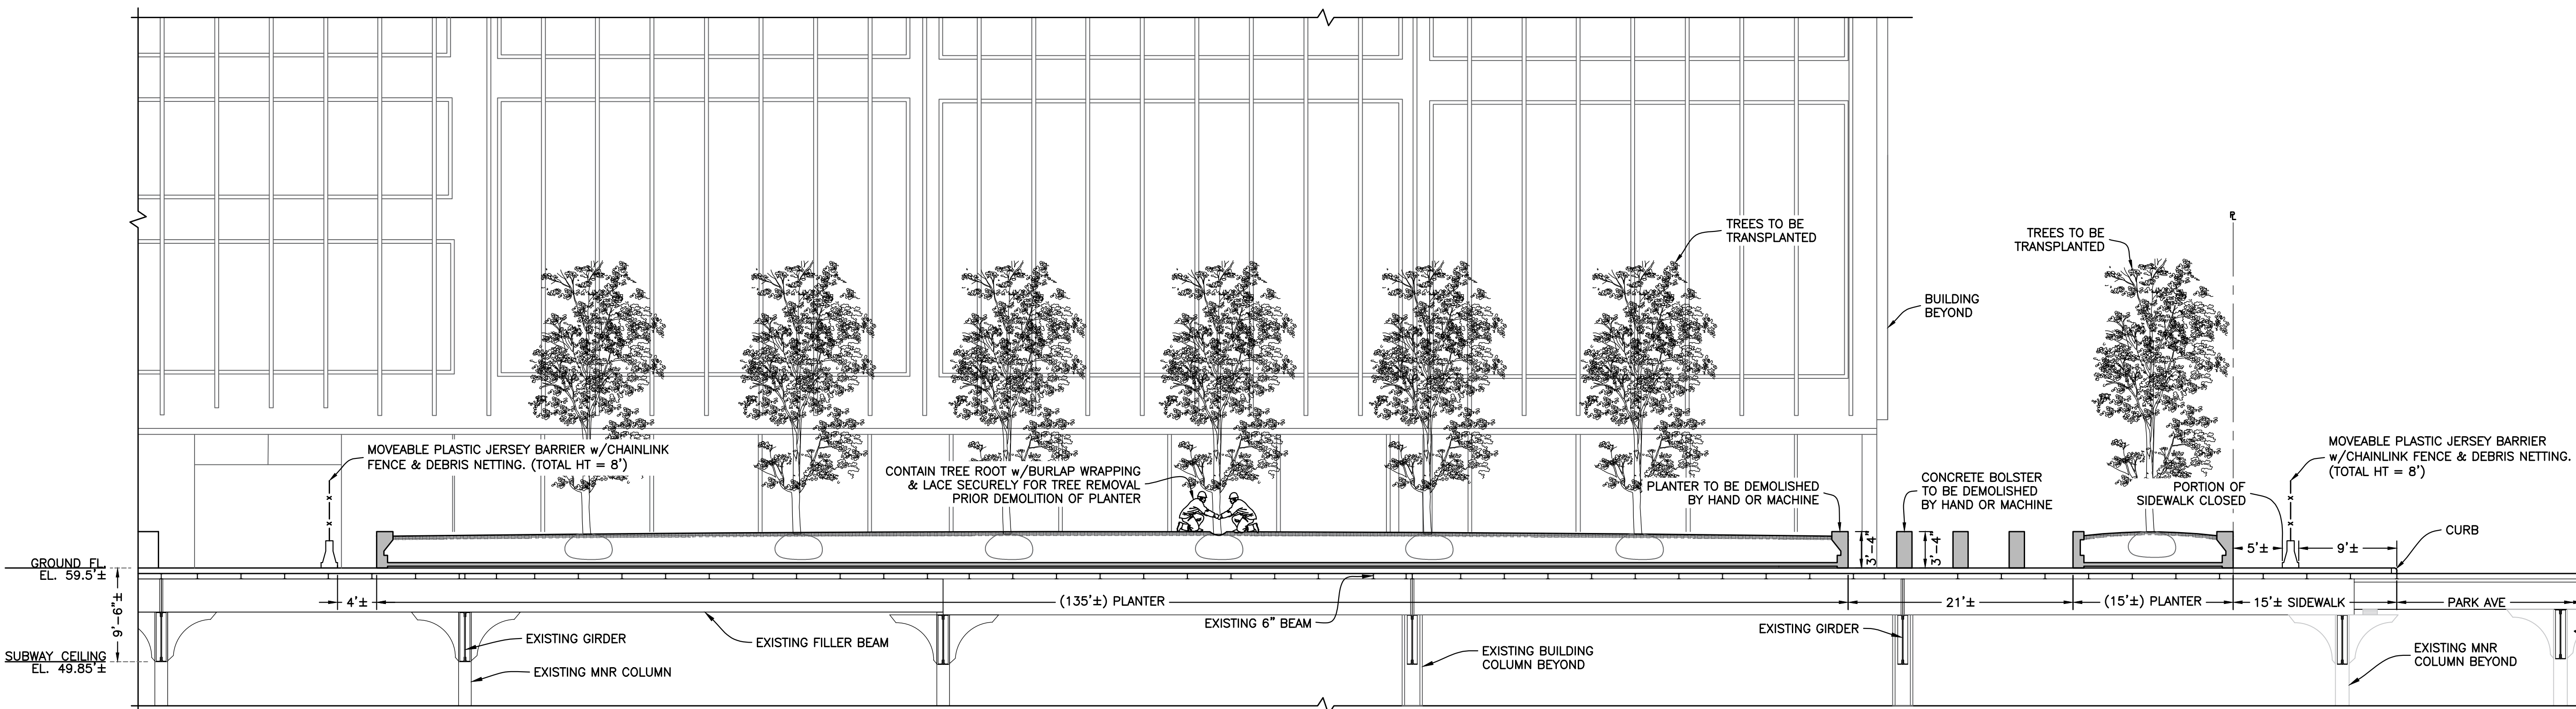 ℄
TREES TO BE
TRANSPLANTED
TREES TO BE
TRANSPLANTED
BUILDING
BEYOND
MOVEABLE PLASTIC JERSEY BARRIER w/CHAINLINK
FENCE & DEBRIS NETTING. (TOTAL HT = 8')
x
x
CONTAIN TREE ROOT w/BURLAP WRAPPING
& LACE SECURELY FOR TREE REMOVAL
PRIOR DEMOLITION OF PLANTER
PLANTER TO BE DEMOLISHED
BY HAND OR MACHINE
CONCRETE BOLSTER
TO BE DEMOLISHED
BY HAND OR MACHINE
PORTION OF
SIDEWALK CLOSED
MOVEABLE PLASTIC JERSEY BARRIER
w/CHAINLINK FENCE & DEBRIS NETTING.
(TOTAL HT = 8')
x
x
CURB
3'-4"
3'-4"
5'±
9'±
GROUND FL.
EL. 59.5'±
9'-6"±
SUBWAY CEILING
EL. 49.85'±
4'±
(135'±) PLANTER
21'±
(15'±) PLANTER
15'± SIDEWALK
PARK AVE
EXISTING 6" BEAM
EXISTING GIRDER
EXISTING FILLER BEAM
EXISTING MNR COLUMN
EXISTING BUILDING
COLUMN BEYOND
EXISTING GIRDER
EXISTING MNR
COLUMN BEYOND